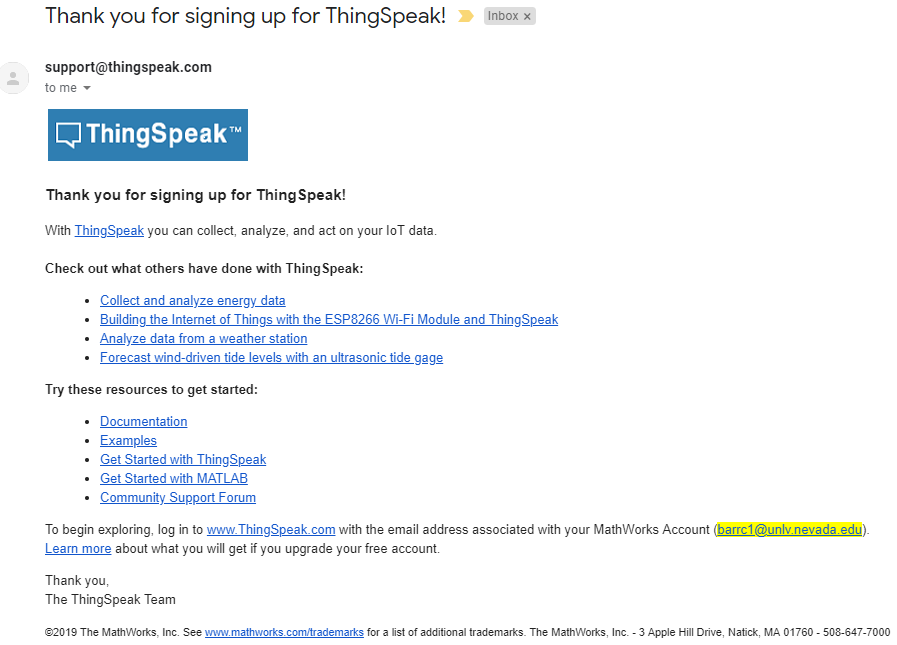 Thank you for signing up for ThingSpeak! Inbox x
support@thingspeak.com
to me
ThingSpeak™
Thank you for signing up for ThingSpeak!
With ThingSpeak you can collect, analyze, and act on your IoT data.
Check out what others have done with ThingSpeak:
• Collect and analyze energy data
• Building the Internet of Things with the ESP8266 Wi-Fi Module and ThingSpeak
• Analyze data from a weather station
• Forecast wind-driven tide levels with an ultrasonic tide gage
Try these resources to get started:
• Documentation
• Examples
• Get Started with ThingSpeak
• Get Started with MATLAB
• Community Support Forum
To begin exploring, log in to www.ThingSpeak.com with the email address associated with your MathWorks Account (barrc1@unlv.nevada.edu).
Learn more about what you will get if you upgrade your free account.
Thank you,
The ThingSpeak Team
©2019 The MathWorks, Inc. See www.mathworks.com/trademarks for a list of additional trademarks. The MathWorks, Inc. - 3 Apple Hill Drive, Natick, MA 01760 - 508-647-7000